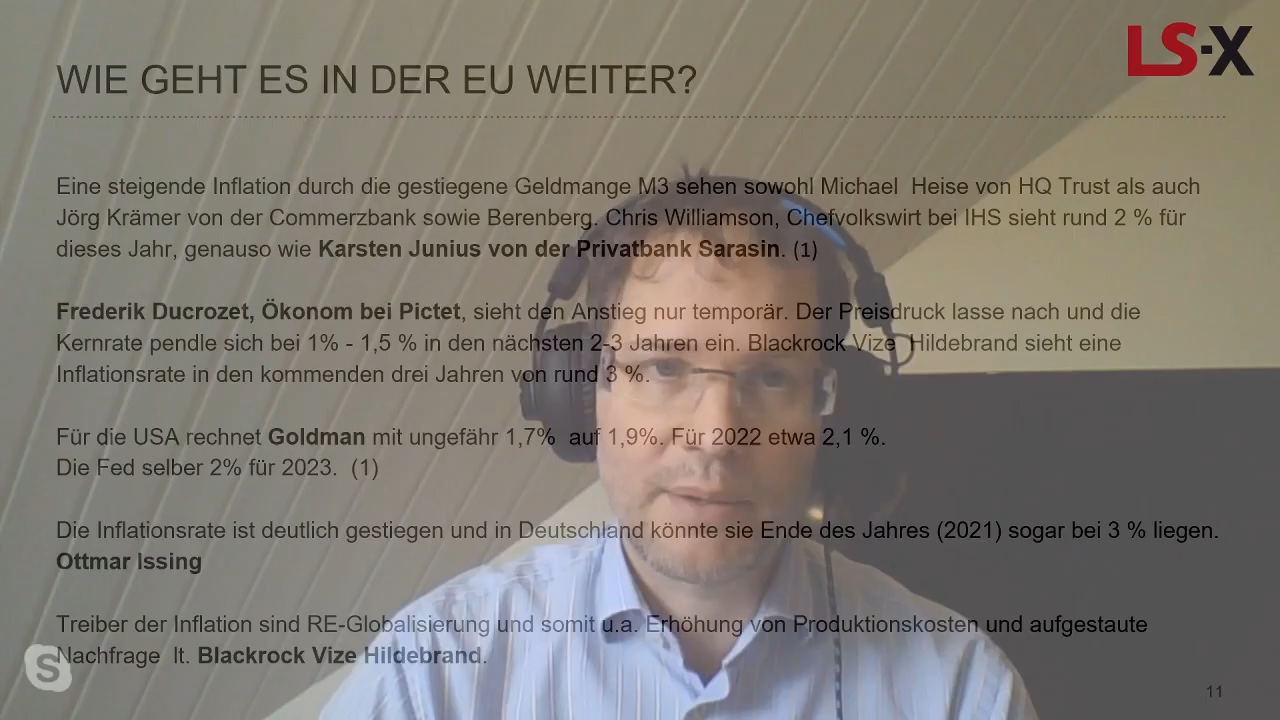 LS-X
WIE GEHT ES IN DER EU WEITER?
Eine steigende Inflation durch die gestiegene Geldmange M3 sehen sowohl Michael Heise von HQ Trust als auch
Jörg Krämer von der Commerzbank sowie Berenberg. Chris Williamson, Chefvolkswirt bei IHS sieht rund 2 % für
dieses Jahr, genauso wie Karsten Junius von der Privatbank Sarasin. (1)
Frederik Ducrozet, Ökonom bei Pictet, sieht den Anstieg nur temporär. Der Preisdruck lasse nach und die
Kernrate pendle sich bei 1% - 1,5 % in den nächsten 2-3 Jahren ein. Blackrock Vize Hildebrand sieht eine
Inflationsrate in den kommenden drei Jahren von rund 3 %.
Für die USA rechnet Goldman mit ungefähr 1,7% auf 1,9%. Für 2022 etwa 2,1 %.
Die Fed selber 2% für 2023. (1)
Die Inflationsrate ist deutlich gestiegen und in Deutschland könnte sie Ende des Jahres (2021) sogar bei 3 % liegen.
Ottmar Issing
Treiber der Inflation sind RE-Globalisierung und somit u.a. Erhöhung von Produktionskosten und aufgestaute
Nachfrage lt. Blackrock Vize Hildebrand.
S
11